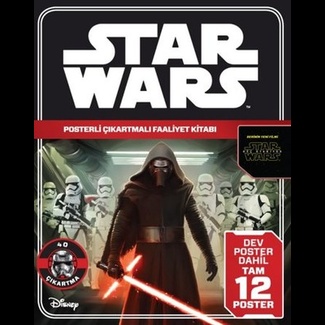 STAR
WARS
POSTERLİ ÇIKARTMALI FAALİYET KİTABI
STAR
WARS
40
ÇIKARTMA
DEV
POSTER
DAHİL
TAM
12
POSTER
Disney